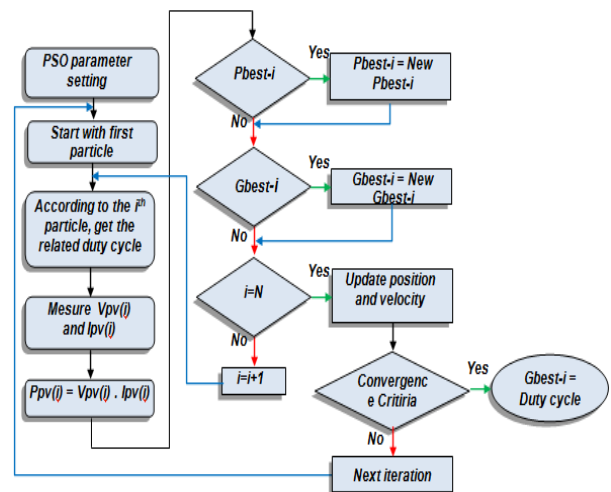 PSO parameter
setting
Start with first
particle
According to the iᵗʰ
particle, get the
related duty cycle
Mesure Vpv(i)
and Ipv(i)
Ppv(i) = Vpv(i) . Ipv(i)
Pbest-i
Yes
Pbest-i = New
Pbest-i
No
Gbest-i
Yes
Gbest-i = New
Gbest-i
No
i=N
Yes
Update position
and velocity
No
i=i+1
Convergenc
e Critiria
Yes
Gbest-i =
Duty cycle
No
Next iteration